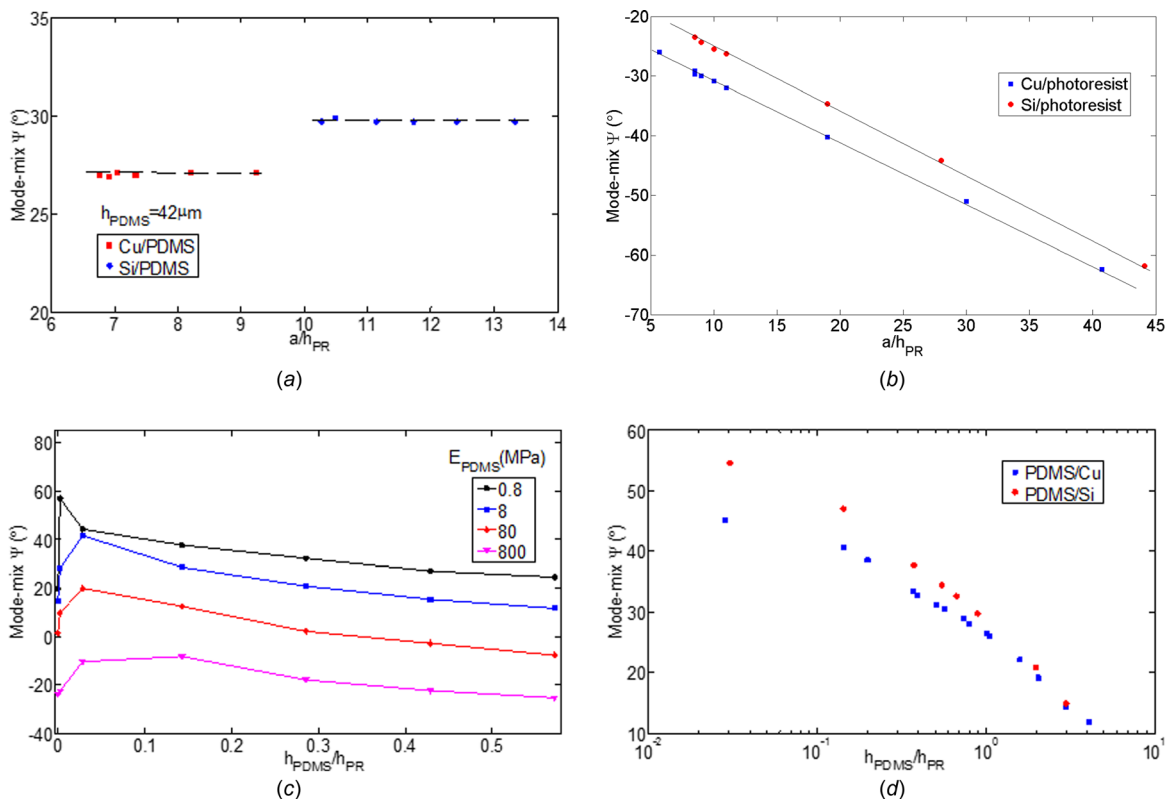 35
30
25
20
Mode-mix Ψ (°)
h_PDMS=42μm
Cu/PDMS
Si/PDMS
6 7 8 9 10 11 12 13 14
a/h_PR
(a)
-20
-30
-40
-50
-60
-70
Mode-mix Ψ (°)
Cu/photoresist
Si/photoresist
5 10 15 20 25 30 35 40 45
a/h_PR
(b)
80
60
40
20
0
-20
-40
Mode-mix Ψ (°)
E_PDMS(MPa)
0.8
8
80
800
0 0.1 0.2 0.3 0.4 0.5
h_PDMS/h_PR
(c)
60
50
40
30
20
10
Mode-mix Ψ (°)
PDMS/Cu
PDMS/Si
10^-2 10^-1 10^0 10^1
h_PDMS/h_PR
(d)